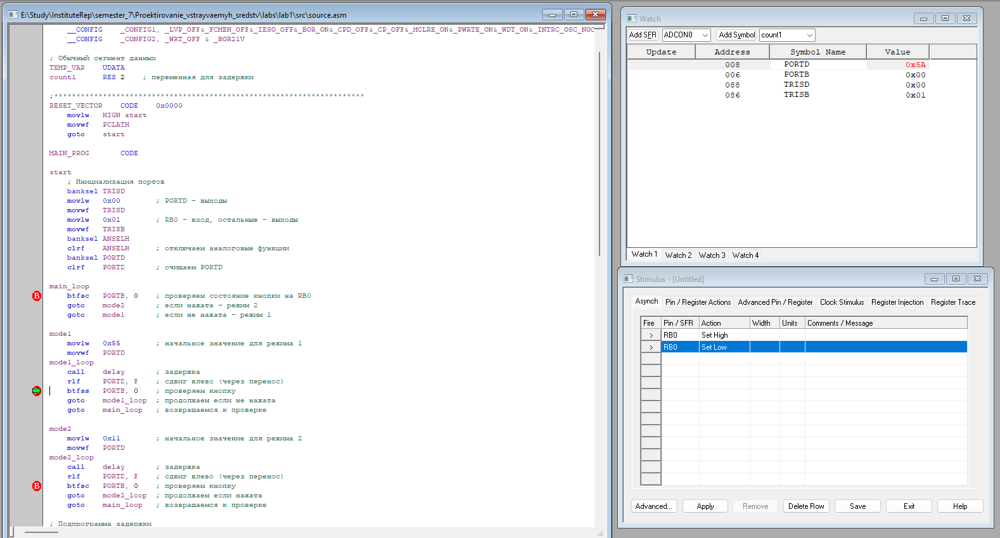 E:\Study\InstituteRep\semester_7\Proektirovanie_vstrayvaemyh_sredstv\labs\lab1\src\source.asm
__CONFIG _CONFIG1, _LVP_OFF&_FCMEN_OFF&_IESO_OFF&_BOR_ON&_CPD_OFF&_CP_OFF&_MCLRE_ON&_PWRTE_ON&_WDT_ON&_INTRC_OSC_NOC
__CONFIG _CONFIG2, _WRT_OFF & _BOR21V
; Обычный сегмент данных
TEMP_VAR UDATA
count1 RES 2 ; переменная для задержки
;**********************************************************************
RESET_VECTOR CODE 0x0000
movlw HIGH start
movwf PCLATH
goto start
MAIN_PROG CODE
start
; Инициализация портов
banksel TRISD
movlw 0x00 ; PORTD - выходы
movwf TRISD
movlw 0x01 ; RB0 - вход, остальные - выходы
movwf TRISB
banksel ANSELH
clrf ANSELH ; отключаем аналоговые функции
banksel PORTD
clrf PORTD ; очищаем PORTD
main_loop
B btfsc PORTB, 0 ; проверяем состояние кнопки на RB0
goto mode2 ; если нажата - режим 2
goto mode1 ; если не нажата - режим 1
mode1
movlw 0x55 ; начальное значение для режима 1
movwf PORTD
mode1_loop
call delay ; задержка
rlf PORTD, F ; сдвиг влево (через перенос)
btfss PORTB, 0 ; проверяем кнопку
goto mode1_loop ; продолжаем если не нажата
goto main_loop ; возвращаемся к проверке
mode2
movlw 0x11 ; начальное значение для режима 2
movwf PORTD
mode2_loop
call delay ; задержка
rlf PORTD, F ; сдвиг влево (через перенос)
B btfsc PORTB, 0 ; проверяем кнопку
goto mode2_loop ; продолжаем если нажата
goto main_loop ; возвращаемся к проверке
; Подпрограмма задержки
Watch
Add SFR ADCON0 Add Symbol count1
Update Address Symbol Name Value
008 PORTD 0x5A
006 PORTB 0x00
088 TRISD 0x00
086 TRISB 0x01
Watch 1 Watch 2 Watch 3 Watch 4
Stimulus - [Untitled]
Asynch Pin / Register Actions Advanced Pin / Register Clock Stimulus Register Injection Register Trace
Fire Pin / SFR Action Width Units Comments / Message
> RB0 Set High
> RB0 Set Low
Advanced... Apply Remove Delete Row Save Exit Help